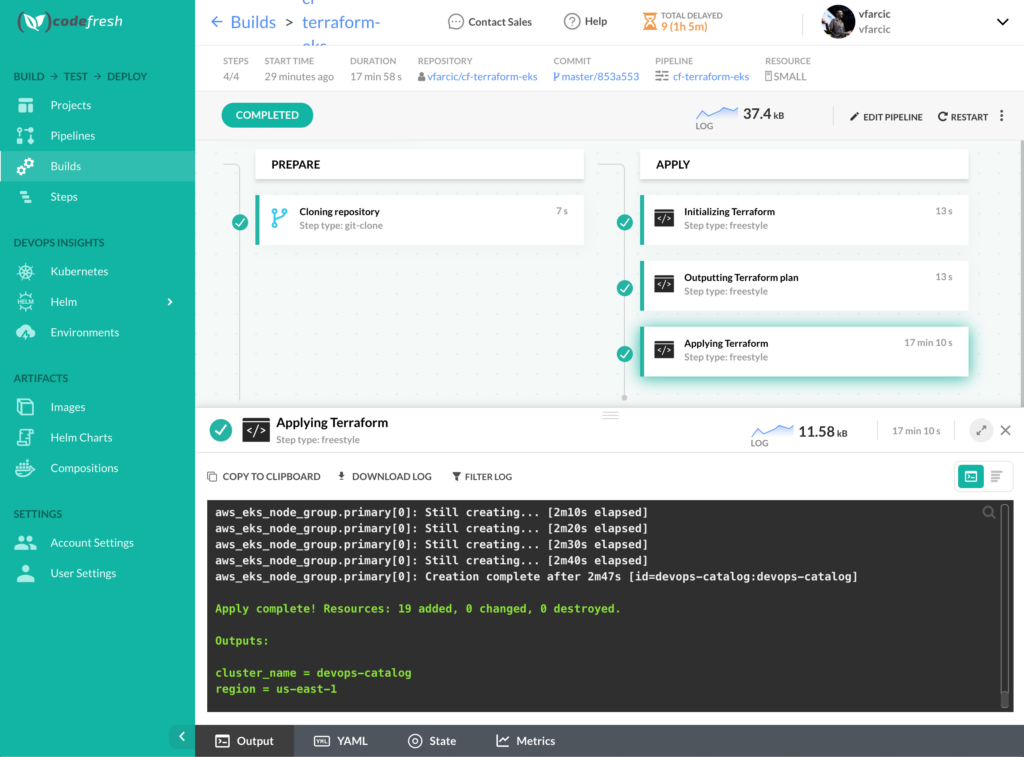 codefresh
BUILD → TEST → DEPLOY
Projects
Pipelines
Builds
Steps
DEVOPS INSIGHTS
Kubernetes
HELM
Helm
Environments
ARTIFACTS
Images
Helm Charts
Compositions
SETTINGS
Account Settings
User Settings
← Builds >
cf
terraform-
eks
Contact Sales
? Help
TOTAL DELAYED
9 (1h 5m)
vfarcic
vfarcic
STEPS
4/4
START TIME
29 minutes ago
DURATION
17 min 58 s
REPOSITORY
vfarcic/cf-terraform-eks
COMMIT
master/853a553
PIPELINE
cf-terraform-eks
RESOURCE
SMALL
COMPLETED
LOG
37.4 kB
EDIT PIPELINE
RESTART
PREPARE
Cloning repository
7 s
Step type: git-clone
APPLY
</>
Initializing Terraform
13 s
Step type: freestyle
</>
Outputting Terraform plan
13 s
Step type: freestyle
</>
Applying Terraform
17 min 10 s
Step type: freestyle
</>
Applying Terraform
Step type: freestyle
LOG
11.58 kB
17 min 10 s
COPY TO CLIPBOARD
DOWNLOAD LOG
FILTER LOG
aws_eks_node_group.primary[0]: Still creating... [2m10s elapsed]
aws_eks_node_group.primary[0]: Still creating... [2m20s elapsed]
aws_eks_node_group.primary[0]: Still creating... [2m30s elapsed]
aws_eks_node_group.primary[0]: Still creating... [2m40s elapsed]
aws_eks_node_group.primary[0]: Creation complete after 2m47s [id=devops-catalog:devops-catalog]
Apply complete! Resources: 19 added, 0 changed, 0 destroyed.
Outputs:
cluster_name = devops-catalog
region = us-east-1
Output
YML
YAML
State
Metrics